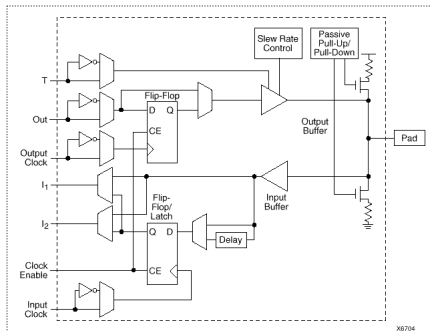 Slew Rate
Control
Passive
Pull-Up/
Pull-Down
T
Flip-Flop
Out
D
Q
CE
Output
Buffer
Output
Clock
Pad
I1
I2
Flip-
Flop/
Latch
Input
Buffer
Q
D
Delay
Clock
Enable
CE
Input
Clock
X6704